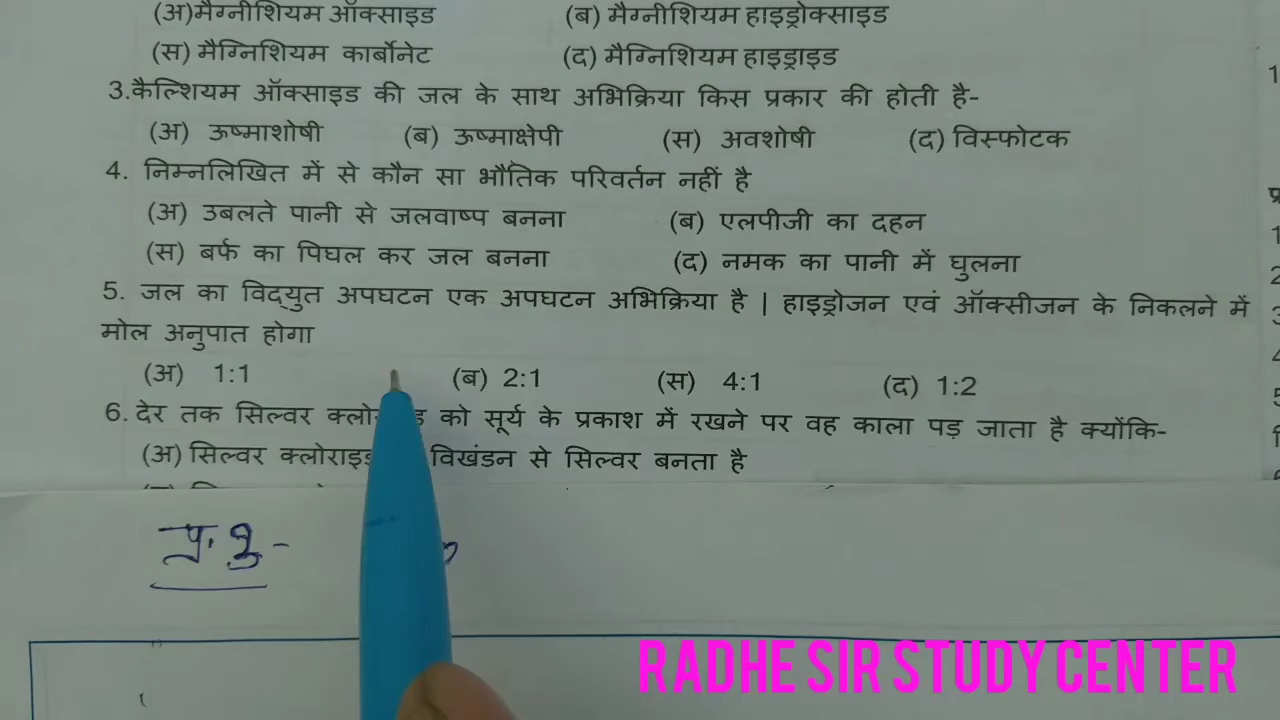 (अ)मैग्नीशियम ऑक्साइड (ब) मैग्नीशियम हाइड्रोक्साइड
(स) मैग्निशियम कार्बोनेट (द) मैग्निशियम हाइड्राइड
3.कैल्शियम ऑक्साइड की जल के साथ अभिक्रिया किस प्रकार की होती है-
(अ) ऊष्माशोषी (ब) ऊष्माक्षेपी (स) अवशोषी (द) विस्फोटक
4. निम्नलिखित में से कौन सा भौतिक परिवर्तन नहीं है
(अ) उबलते पानी से जलवाष्प बनना (ब) एलपीजी का दहन
(स) बर्फ का पिघल कर जल बनना (द) नमक का पानी में घुलना
5. जल का विद्युत अपघटन एक अपघटन अभिक्रिया है | हाइड्रोजन एवं ऑक्सीजन के निकलने में
मोल अनुपात होगा
(अ) 1:1 (ब) 2:1 (स) 4:1 (द) 1:2
6. देर तक सिल्वर को सूर्य के प्रकाश में रखने पर वह काला पड़ जाता है क्योंकि-
(अ) सिल्वर विखंडन से सिल्वर बनता है
RADHE SIR STUDY CENTER